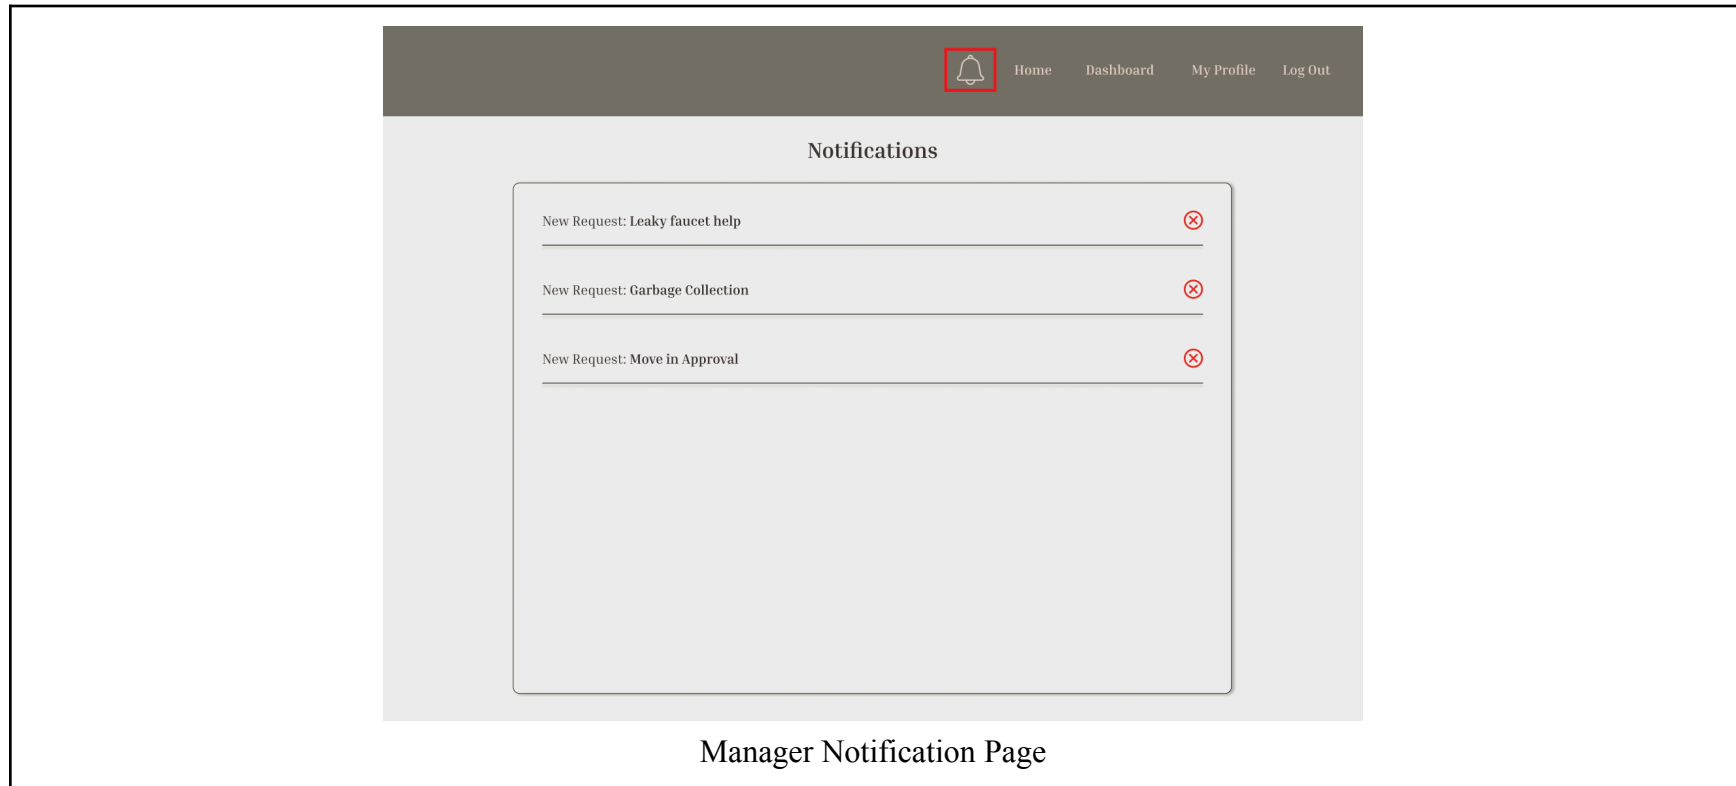 Home Dashboard My Profile Log Out
Notifications
New Request: Leaky faucet help
New Request: Garbage Collection
New Request: Move in Approval
Manager Notification Page